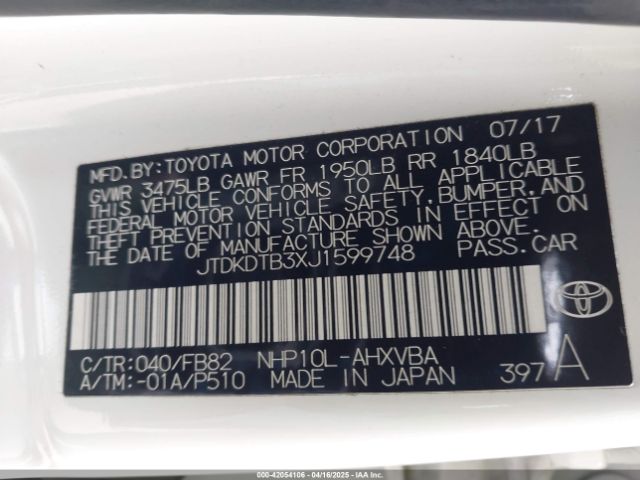 MFD.BY:TOYOTA MOTOR CORPORATION 07/17
GVWR 3475LB GAWR FR 1950LB RR 1840LB
THIS VEHICLE CONFORMS TO ALL APPLICABLE
FEDERAL MOTOR VEHICLE SAFETY,BUMPER,AND
THEFT PREVENTION STANDARDS IN EFFECT ON
THE DATE OF MANUFACTURE SHOWN ABOVE.
JTDKDTB3XJ1599748 PASS.CAR
C/TR:040/FB82 NHP10L-AHXVBA
A/TM:-01A/P510 MADE IN JAPAN 397 A
000-42054106 - 04/16/2025 - IAA, Inc.